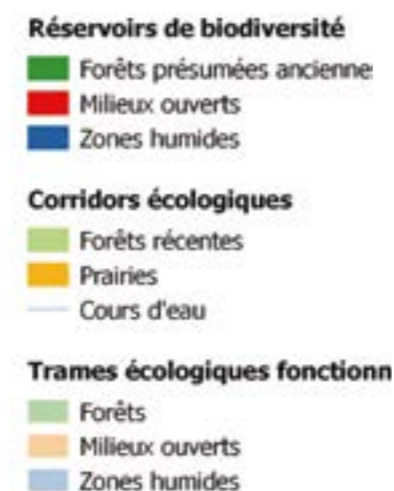 Réservoirs de biodiversité
Forêts présumées ancienne
Milieux ouverts
Zones humides
Corridors écologiques
Forêts récentes
Prairies
Cours d'eau
Trames écologiques fonctionn
Forêts
Milieux ouverts
Zones humides